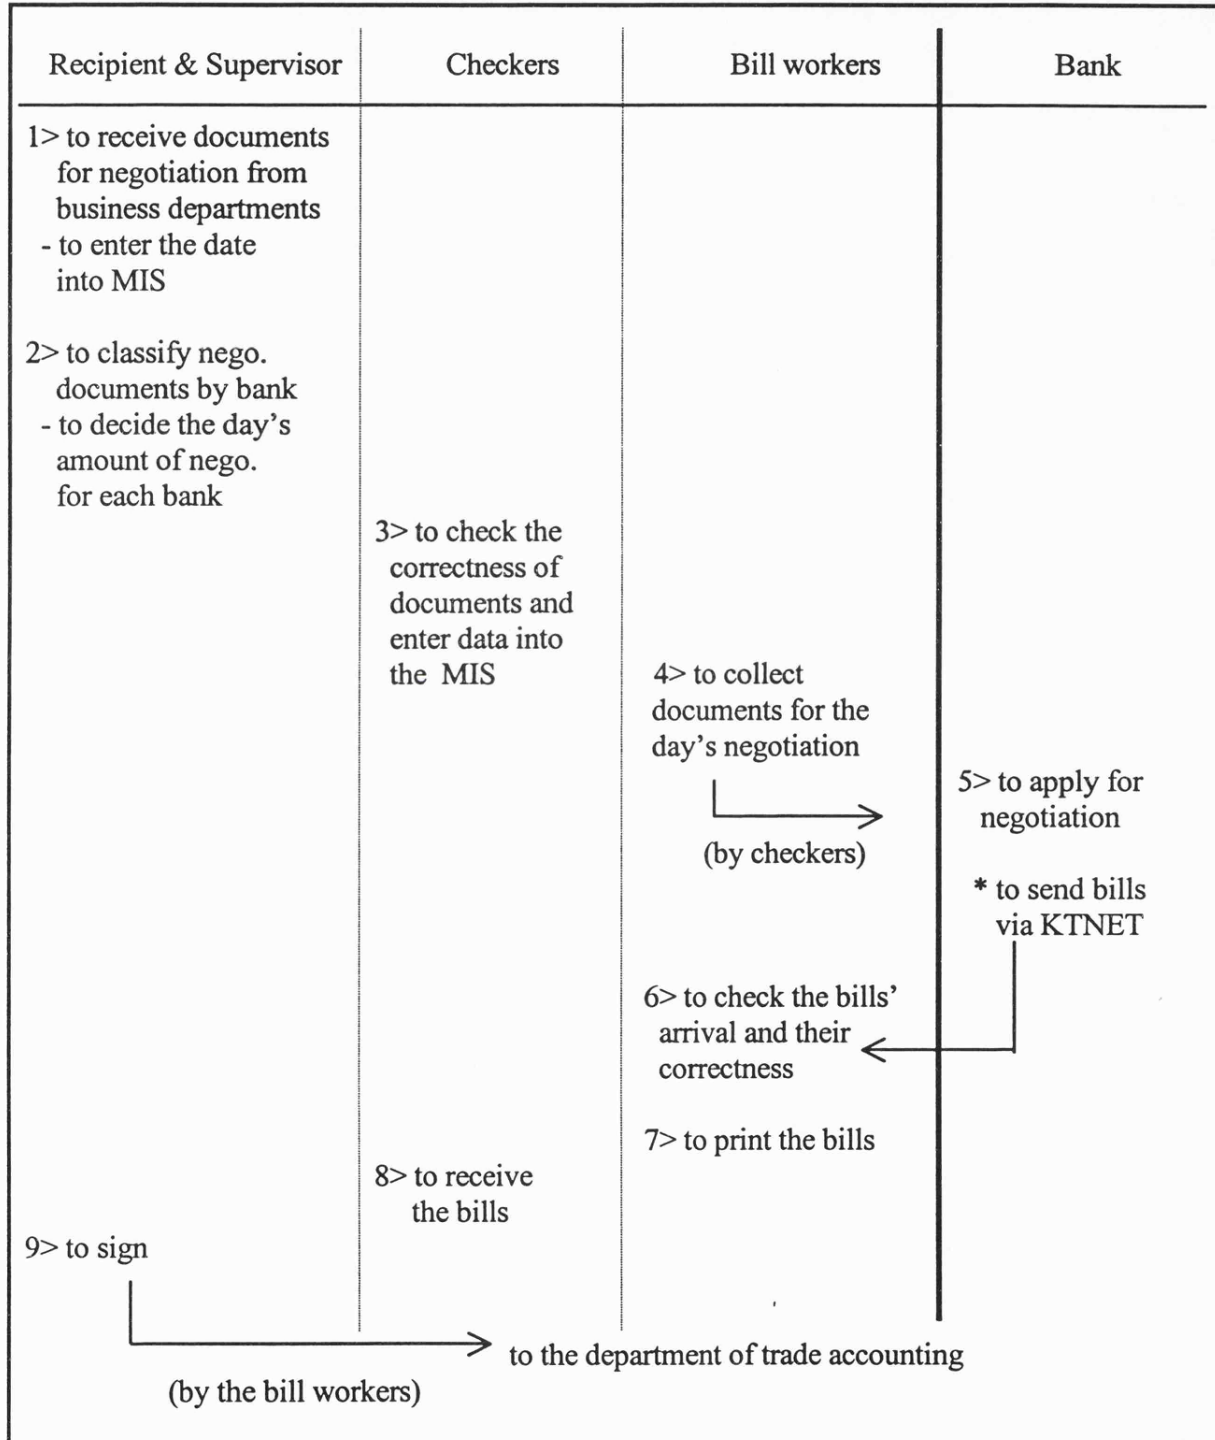 Recipient & Supervisor
Checkers
Bill workers
Bank
1> to receive documents
for negotiation from
business departments
- to enter the date
into MIS
2> to classify nego.
documents by bank
- to decide the day’s
amount of nego.
for each bank
3> to check the
correctness of
documents and
enter data into
the MIS
4> to collect
documents for the
day’s negotiation
(by checkers)
5> to apply for
negotiation
* to send bills
via KTNET
6> to check the bills’
arrival and their
correctness
7> to print the bills
8> to receive
the bills
9> to sign
to the department of trade accounting
(by the bill workers)